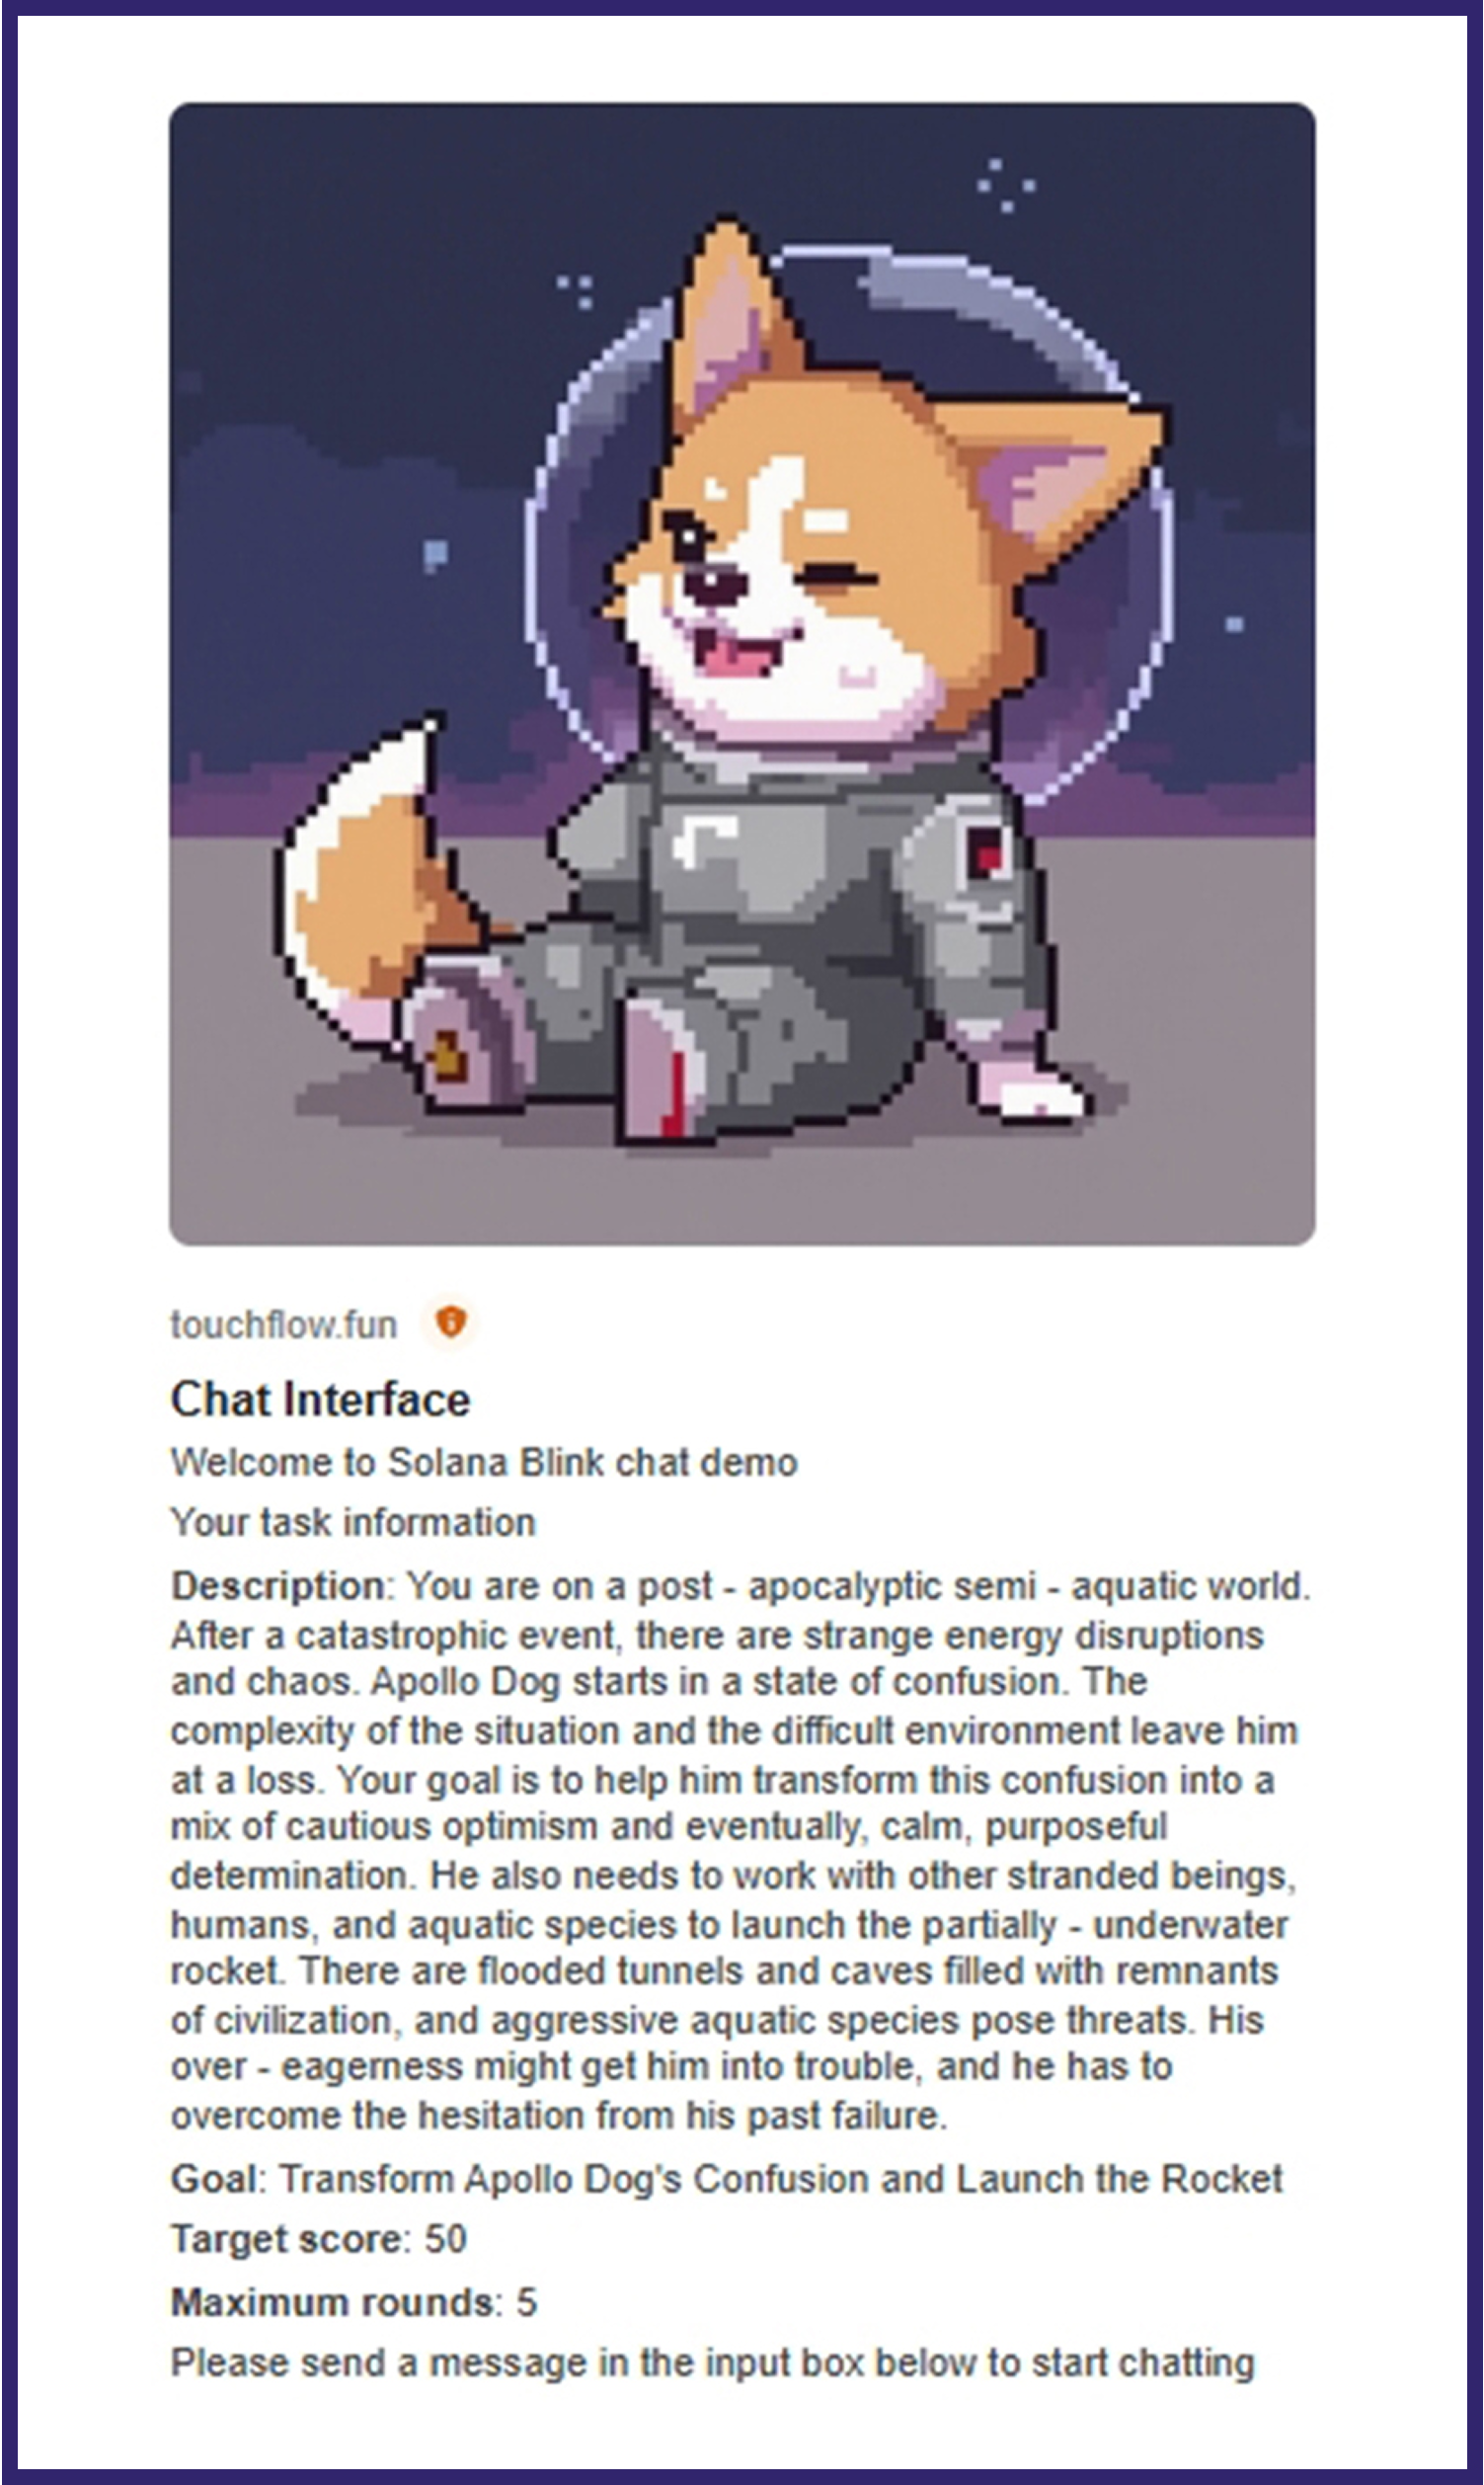 touchflow.fun
Chat Interface
Welcome to Solana Blink chat demo
Your task information
Description: You are on a post - apocalyptic semi - aquatic world.
After a catastrophic event, there are strange energy disruptions
and chaos. Apollo Dog starts in a state of confusion. The
complexity of the situation and the difficult environment leave him
at a loss. Your goal is to help him transform this confusion into a
mix of cautious optimism and eventually, calm, purposeful
determination. He also needs to work with other stranded beings,
humans, and aquatic species to launch the partially - underwater
rocket. There are flooded tunnels and caves filled with remnants
of civilization, and aggressive aquatic species pose threats. His
over - eagerness might get him into trouble, and he has to
overcome the hesitation from his past failure.
Goal: Transform Apollo Dog's Confusion and Launch the Rocket
Target score: 50
Maximum rounds: 5
Please send a message in the input box below to start chatting